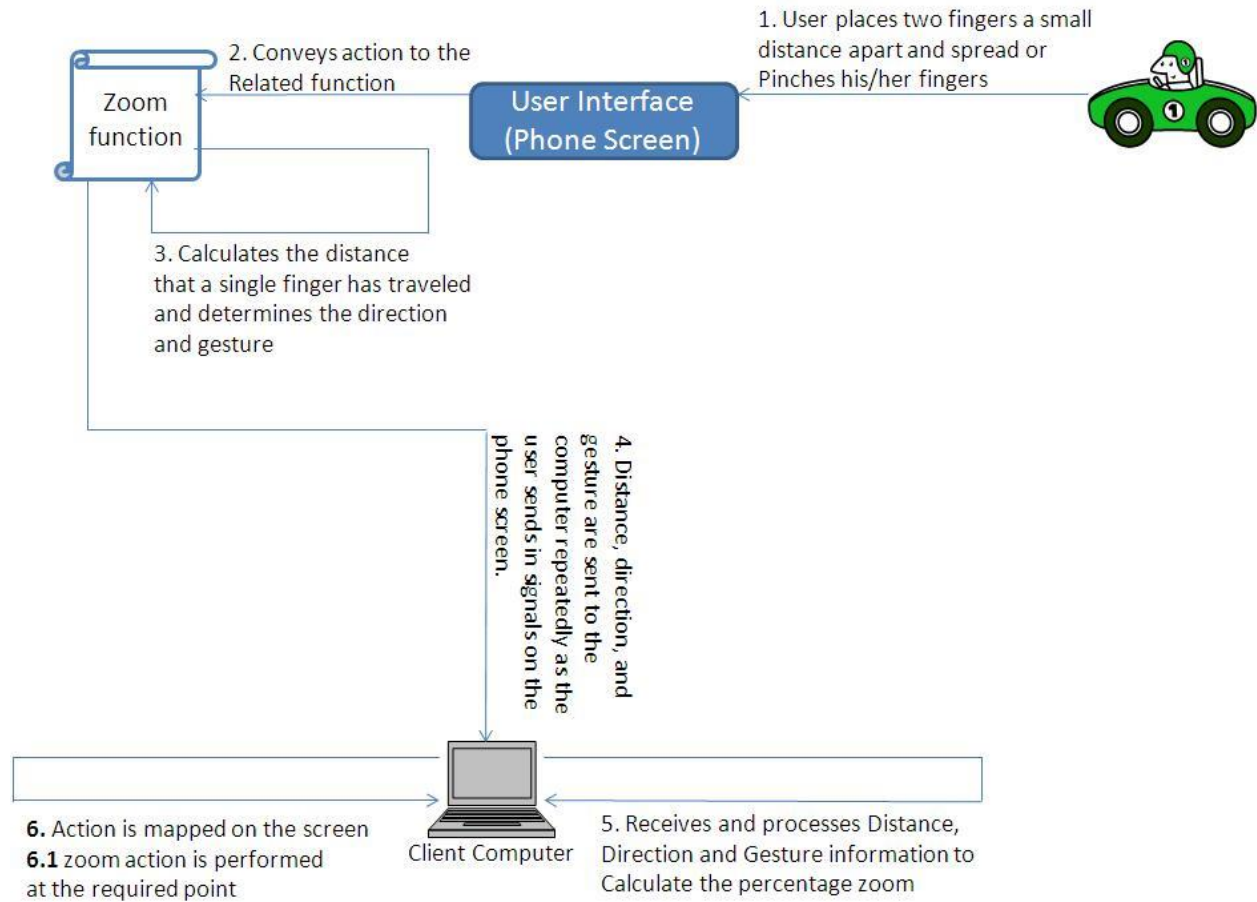 1. User places two fingers a small
distance apart and spread or
Pinches his/her fingers
2. Conveys action to the
Related function
Zoom
function
User Interface
(Phone Screen)
1
1
3. Calculates the distance
that a single finger has traveled
and determines the direction
and gesture
4. Distance, direction, and
gesture are sent to the
computer repeatedly as the
user sends in signals on the
phone screen.
Client Computer
5. Receives and processes Distance,
Direction and Gesture information to
Calculate the percentage zoom
6. Action is mapped on the screen
6.1 zoom action is performed
at the required point